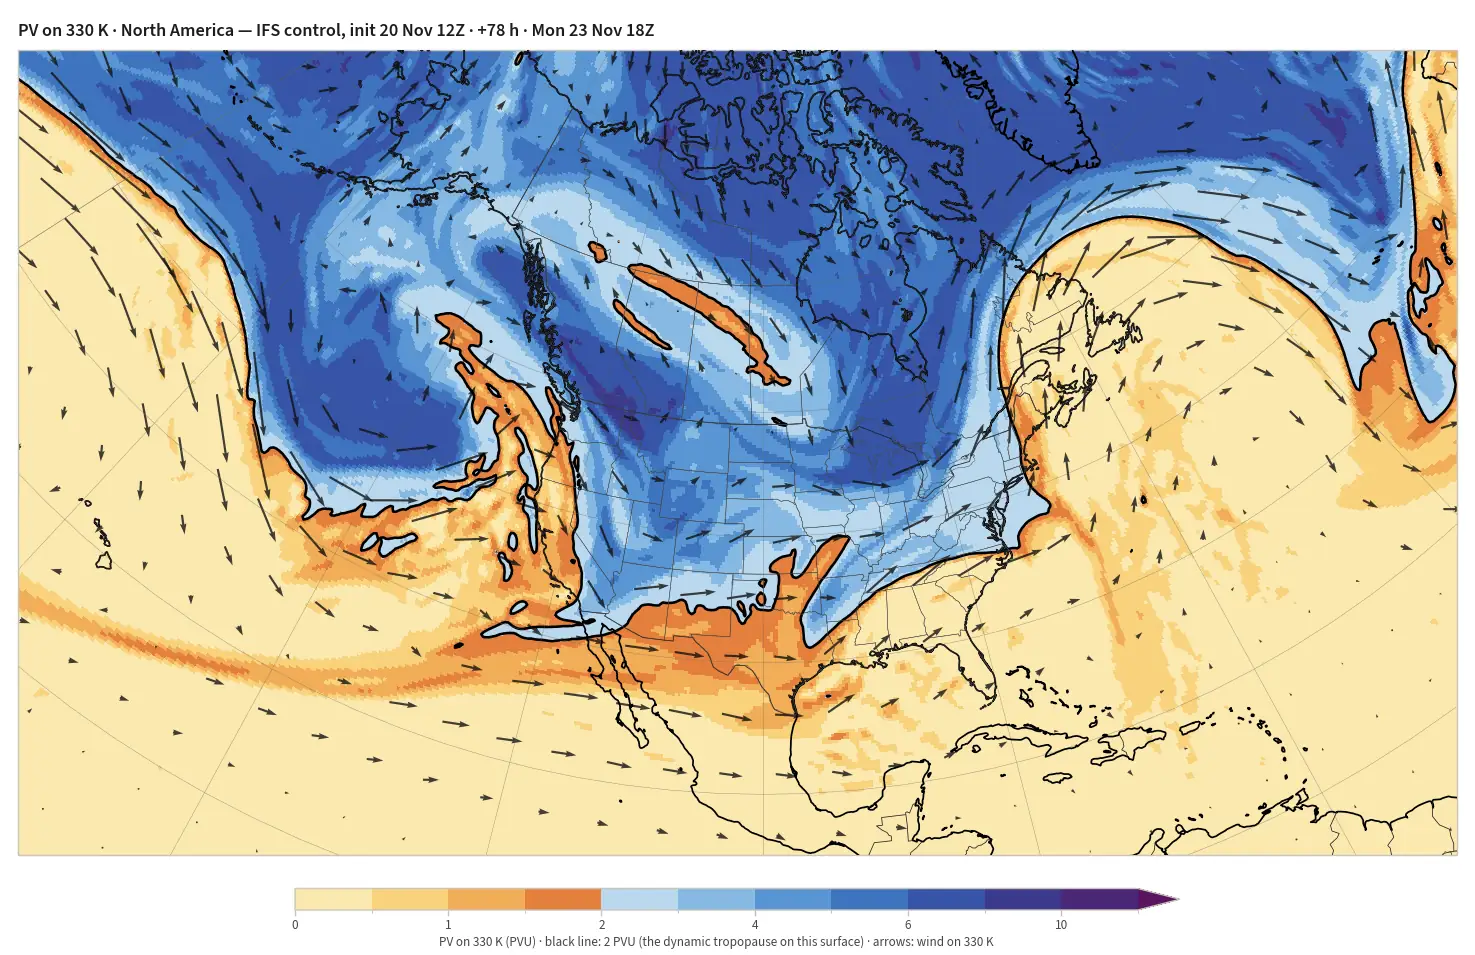 PV on 330 K · North America — IFS control, init 20 Nov 12Z · +78 h · Mon 23 Nov 18Z
0 1 2 4 6 10
PV on 330 K (PVU) · black line: 2 PVU (the dynamic tropopause on this surface) · arrows: wind on 330 K